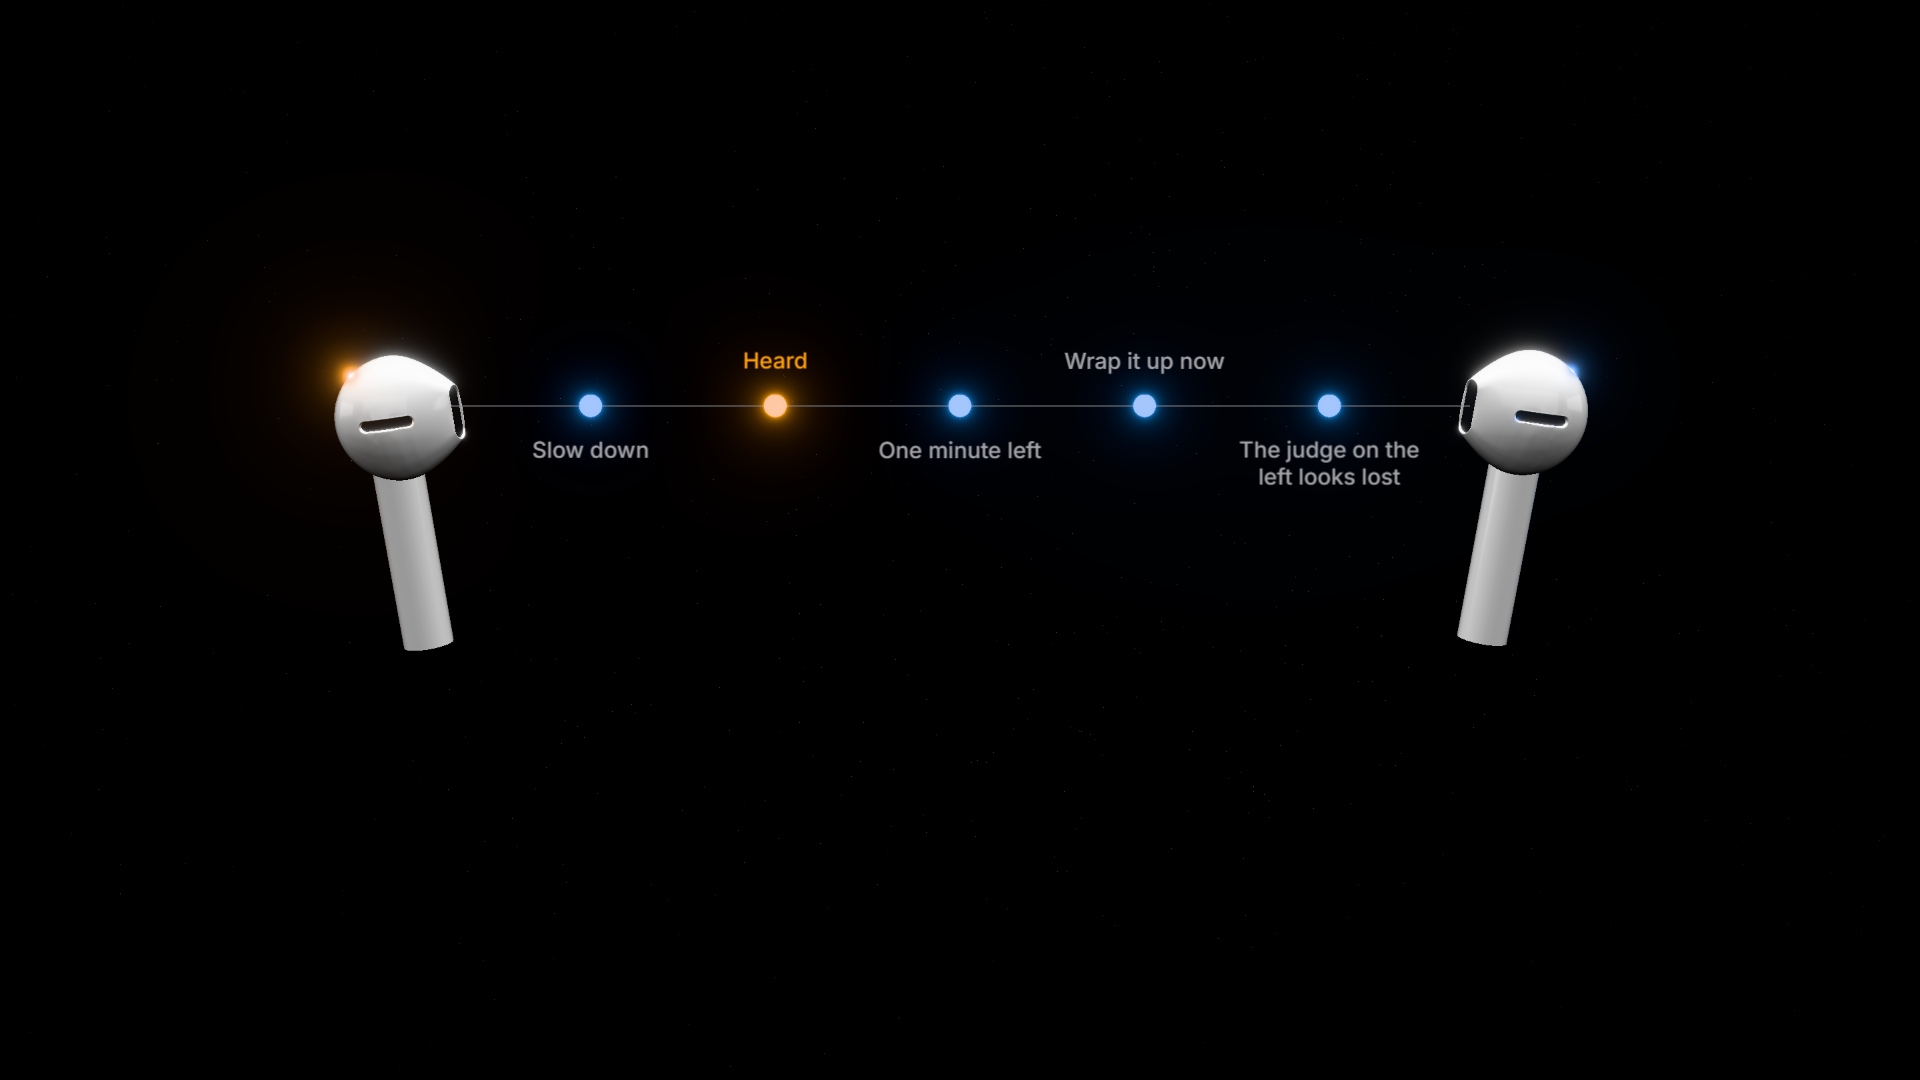 Heard
Wrap it up now
Slow down
One minute left
The judge on the
left looks lost